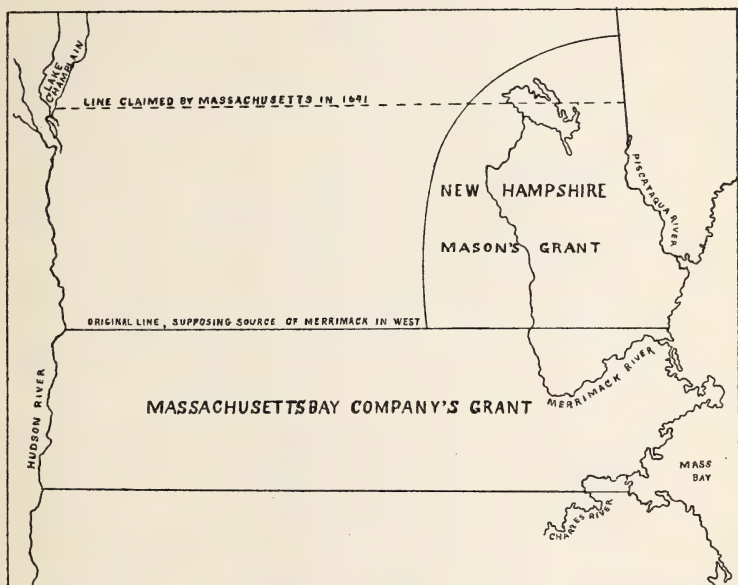 LAKE
CHAMPLAIN
LINE CLAIMED BY MASSACHUSETTS IN 1641
PISCATAQUA RIVER
NEW HAMPSHIRE
MASON'S GRANT
ORIGINAL LINE, SUPPOSING SOURCE OF MERRIMACK IN WEST
MERRIMACK RIVER
MASSACHUSETTSBAY COMPANY'S GRANT
HUDSON RIVER
MASS
BAY
CHARLES RIVER